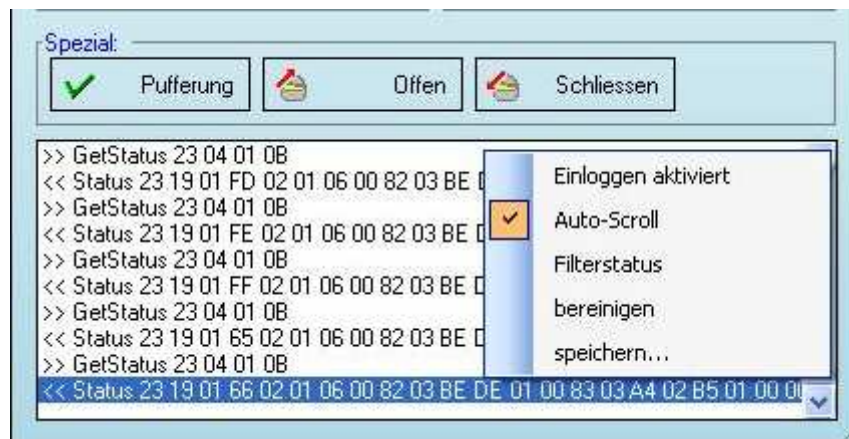 Spezial:
Pufferung Offen Schliessen
>> GetStatus 23 04 01 0B
<< Status 23 19 01 FD 02 01 06 00 82 03 BE
>> GetStatus 23 04 01 0B
<< Status 23 19 01 FE 02 01 06 00 82 03 BE
>> GetStatus 23 04 01 0B
<< Status 23 19 01 FF 02 01 06 00 82 03 BE
>> GetStatus 23 04 01 0B
<< Status 23 19 01 65 02 01 06 00 82 03 BE
>> GetStatus 23 04 01 0B
<< Status 23 19 01 66 02 01 06 00 82 03 BE DE 01 00 83 03 A4 02 B5 01 00
Einloggen aktiviert
Auto-Scroll
Filterstatus
bereinigen
speichern...